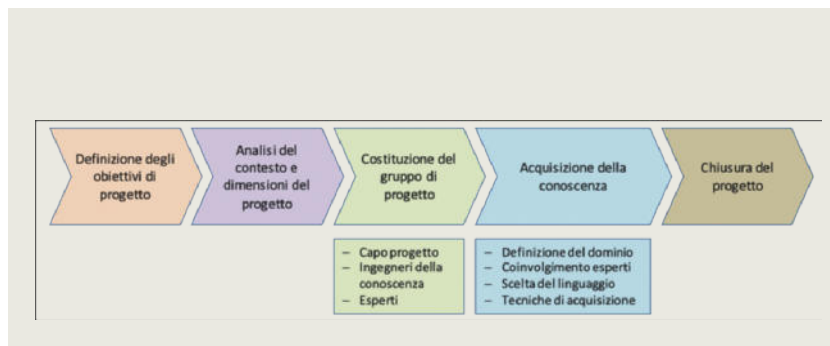 Definizione degli
obiettivi di
progetto
Analisi del
contesto e
dimensioni del
progetto
Costituzione del
gruppo di
progetto
Acquisizione della
conoscenza
Chiusura del
progetto
– Capo progetto
– Ingegneri della
conoscenza
– Esperti
– Definizione del dominio
– Coinvolgimento esperti
– Scelta del linguaggio
– Tecniche di acquisizione